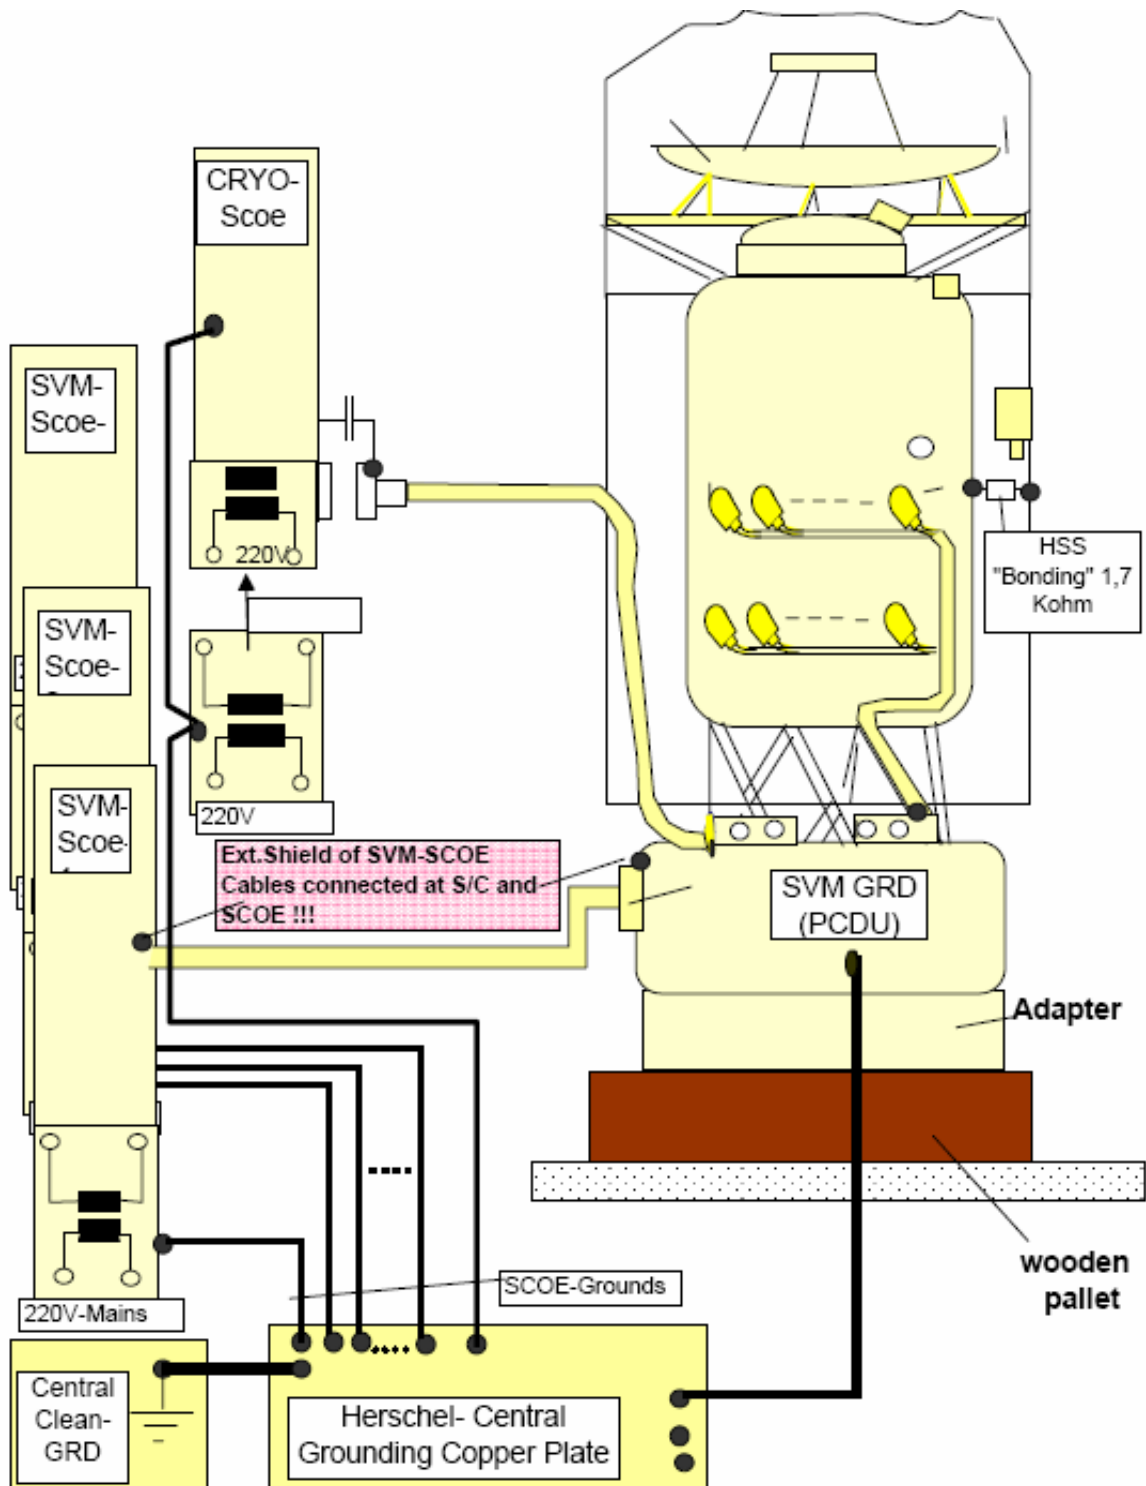 CRYO-
Scoe
SVM-
Scoe-
220V
HSS
"Bonding" 1,7
Kohm
SVM-
Scoe-
SVM-
Scoe-
220V
Ext.Shield of SVM-SCOE
Cables connected at S/C and
SCOE !!!
SVM GRD
(PCDU)
Adapter
wooden
pallet
SCOE-Grounds
220V-Mains
Central
Clean-
GRD
Herschel- Central
Grounding Copper Plate